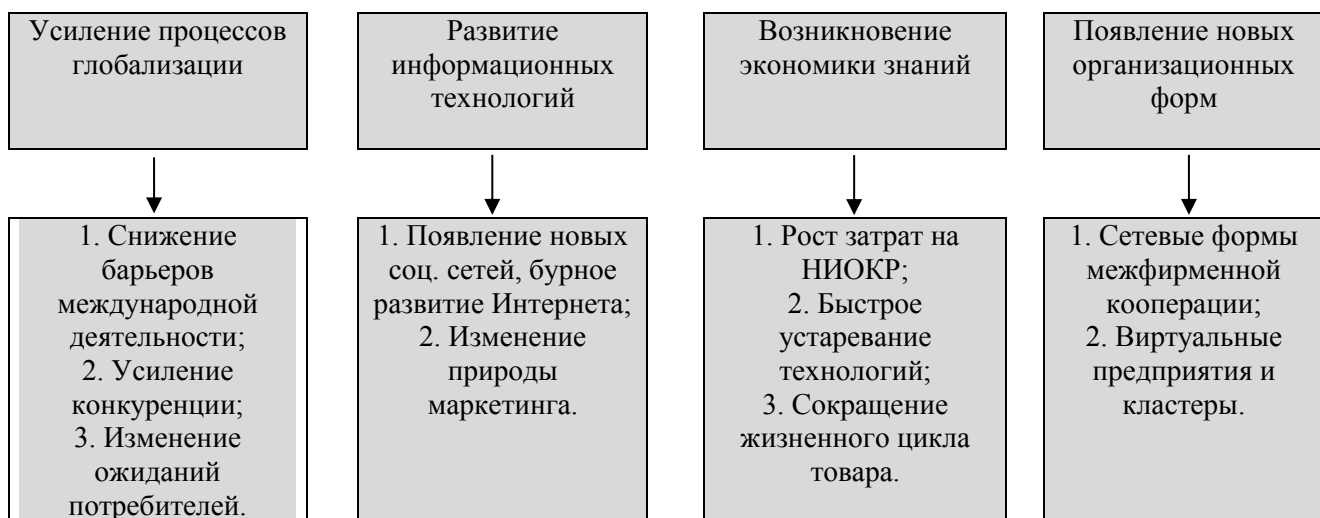 Усиление процессов
глобализации
Развитие
информационных
технологий
Возникновение
экономики знаний
Появление новых
организационных
форм
1. Снижение
барьеров
международной
деятельности;
2. Усиление
конкуренции;
3. Изменение
ожиданий
потребителей.
1. Появление новых
соц. сетей, бурное
развитие Интернета;
2. Изменение
природы
маркетинга.
1. Рост затрат на
НИОКР;
2. Быстрое
устаревание
технологий;
3. Сокращение
жизненного цикла
товара.
1. Сетевые формы
межфирменной
кооперации;
2. Виртуальные
предприятия и
кластеры.